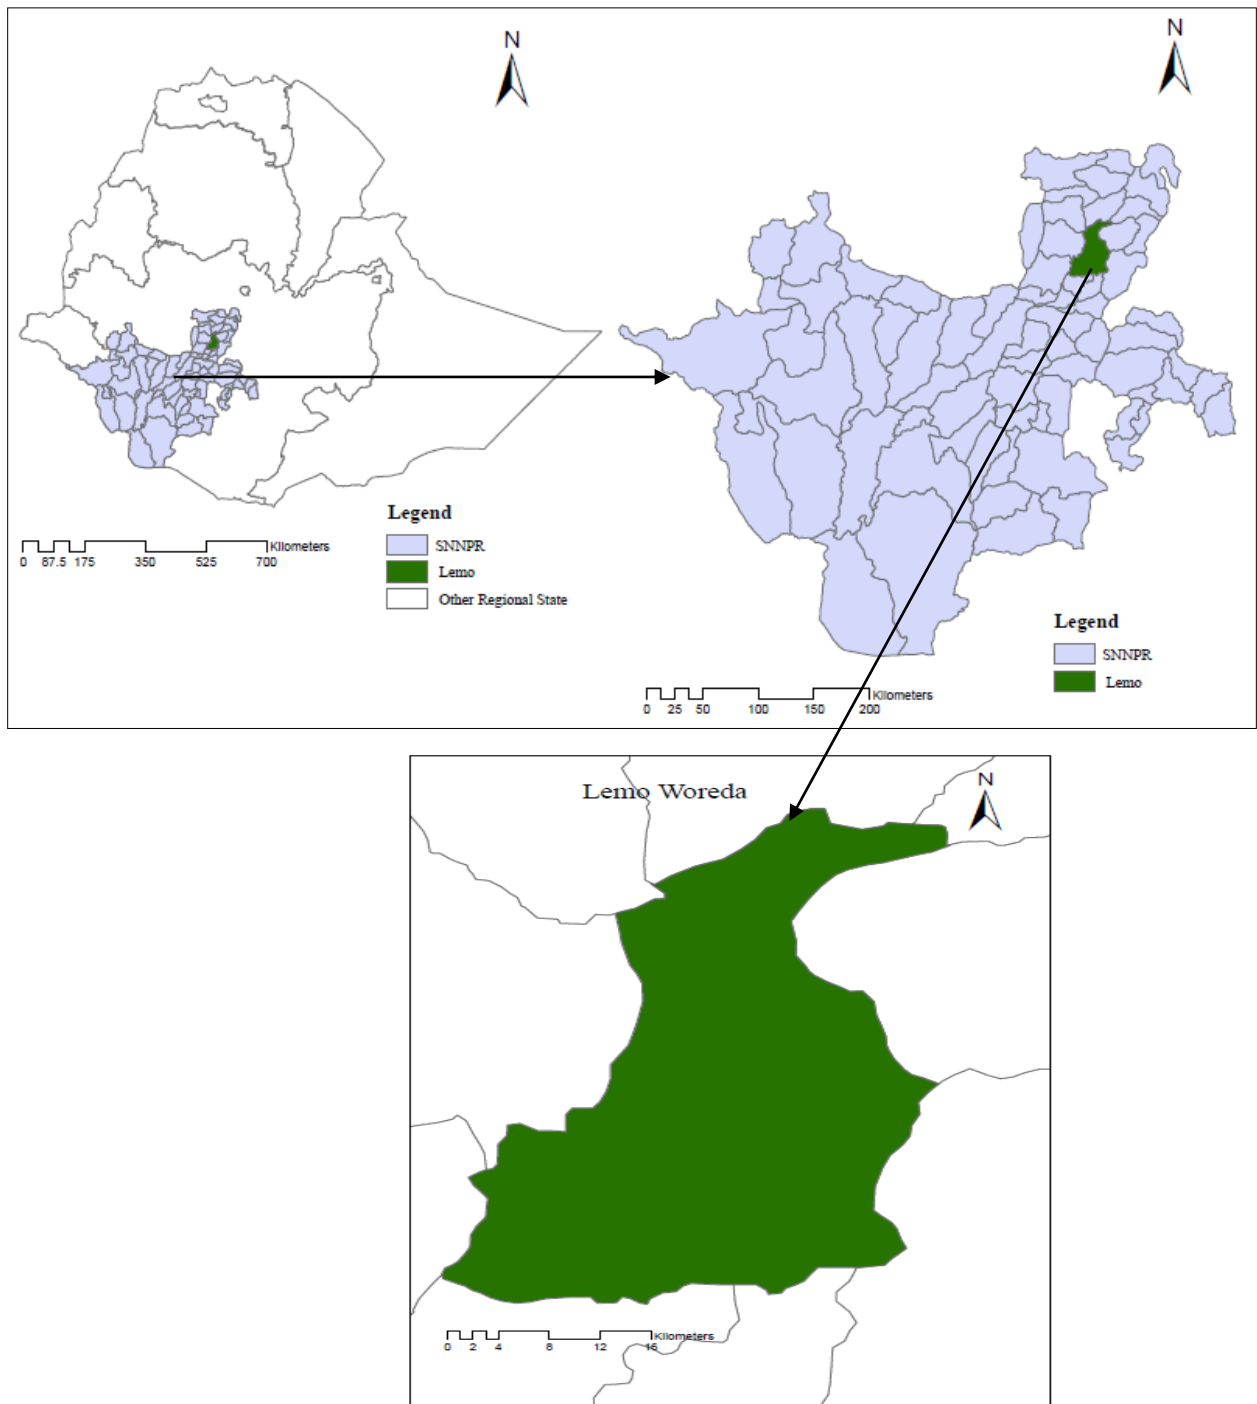 N
N
Legend
SNNPR
Lemo
Other Regional State
Kilometers
0 87.5 175 350 525 700
Legend
SNNPR
Lemo
Kilometers
0 25 50 100 150 200
Lemo Woreda
N
Kilometers
0 2 4 8 12 16